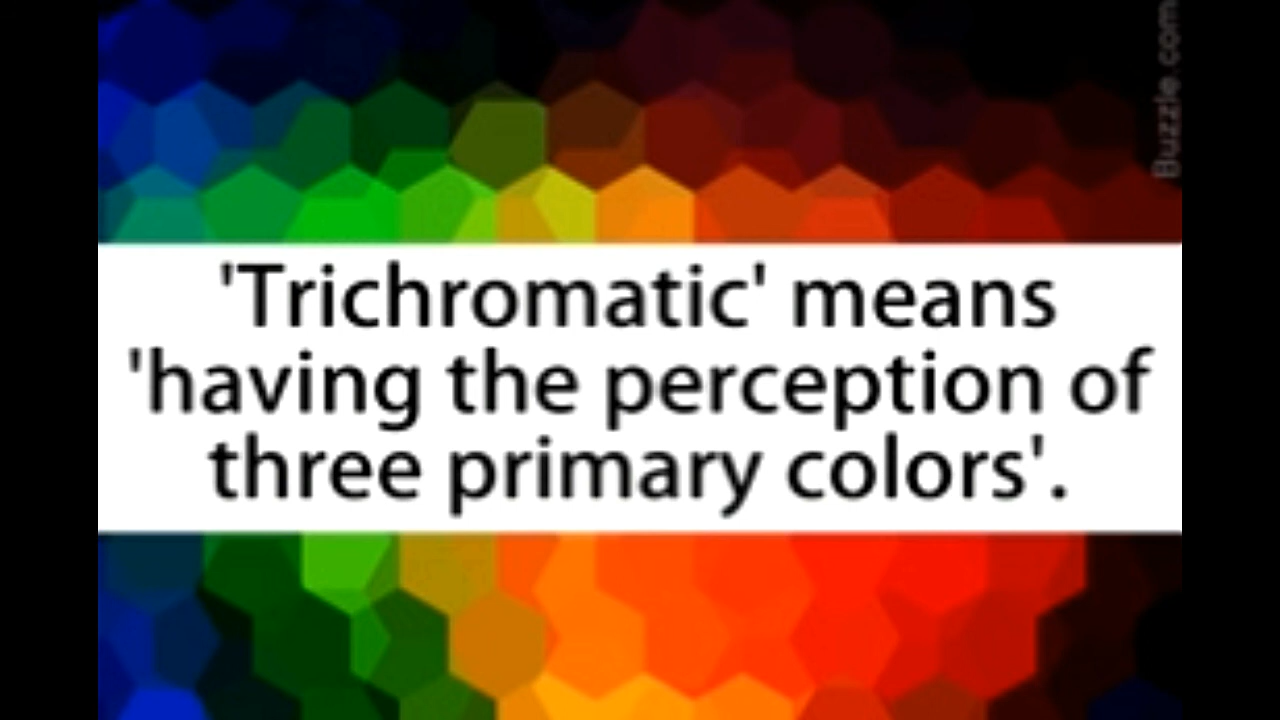 'Trichromatic' means
'having the perception of
three primary colors'.
Buzzle.com